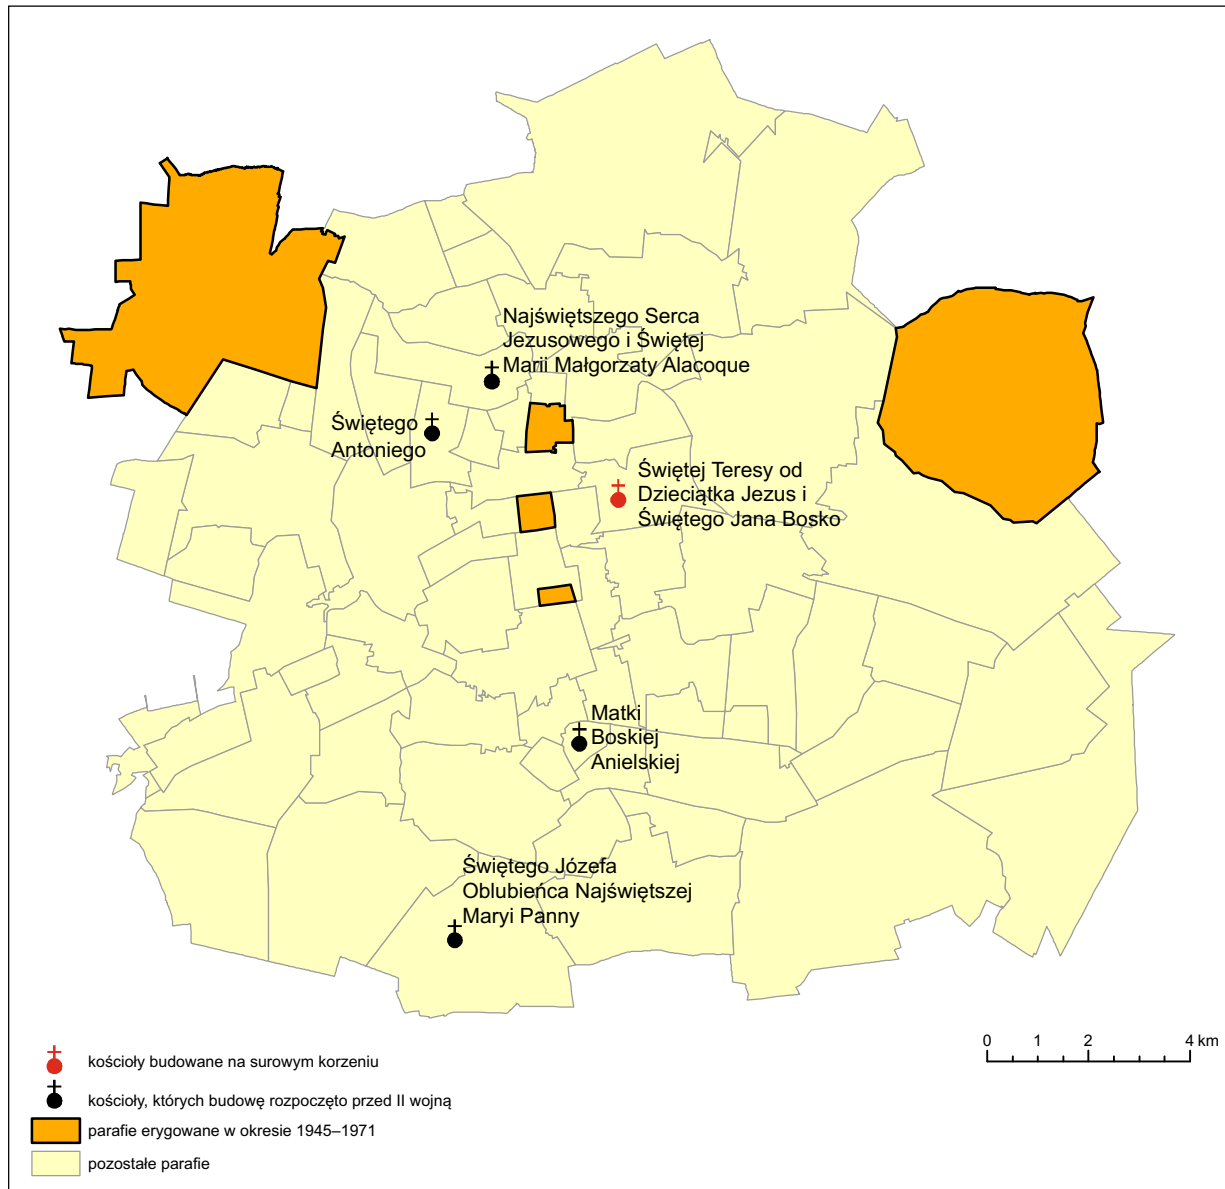 Najświętszego Serca
Jezusowego i Świętej
Marii Małgorzaty Alacoque
Świętego
Antoniego
Świętej Teresy od
Dzieciątka Jezus i
Świętego Jana Bosko
Matki
Boskiej
Anielskiej
Świętego Józefa
Oblubieńca Najświętszej
Maryi Panny
0 1 2 4 km
kościoły budowane na surowym korzeniu
kościoły, których budowę rozpoczęto przed II wojną
parafie erygowane w okresie 1945–1971
pozostałe parafie